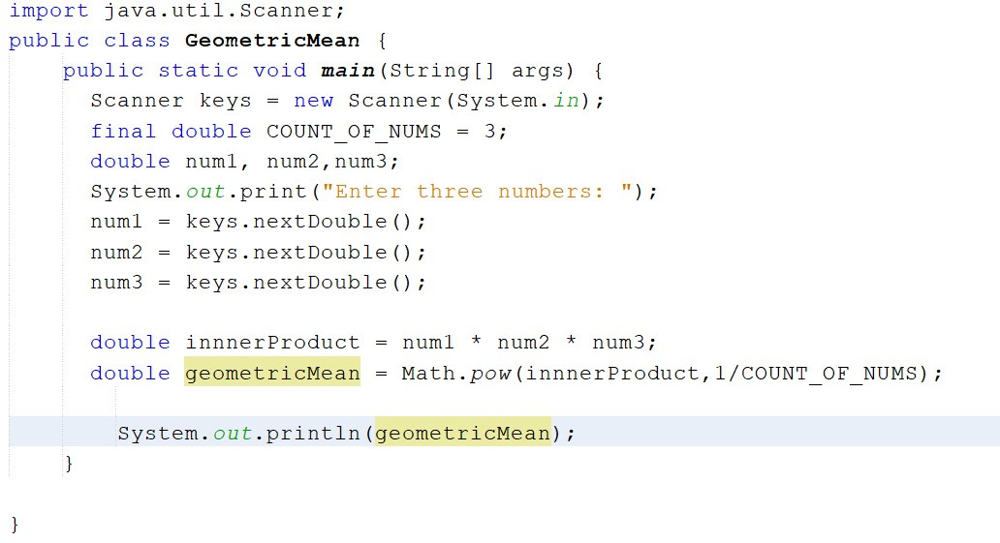 import java.util.Scanner;
public class GeometricMean {
public static void main(String[] args) {
Scanner keys = new Scanner(System.in);
final double COUNT_OF_NUMS = 3;
double num1, num2,num3;
System.out.print("Enter three numbers: ");
num1 = keys.nextDouble();
num2 = keys.nextDouble();
num3 = keys.nextDouble();
double innnerProduct = num1 * num2 * num3;
double geometricMean = Math.pow(innnerProduct,1/COUNT_OF_NUMS);
System.out.println(geometricMean);
}
}